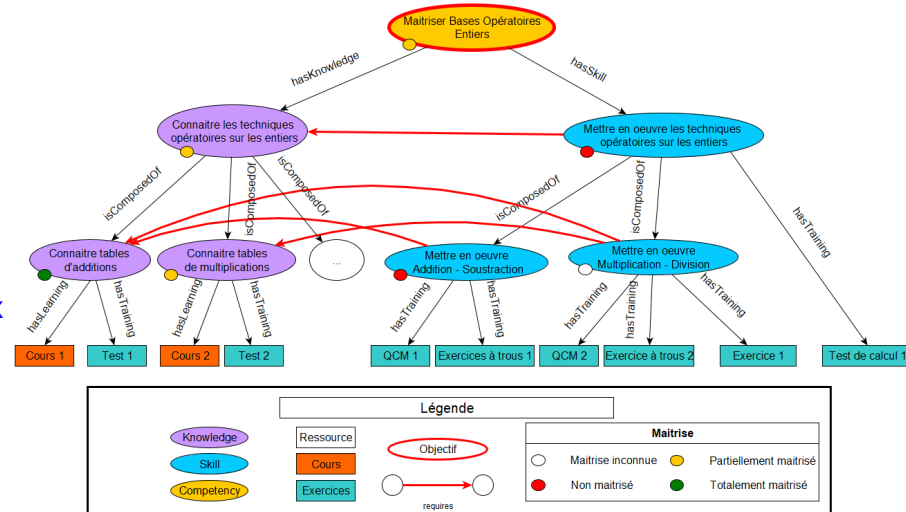 Maitriser Bases Opératoires
Entiers
hasKnowledge
hasSkill
Connaitre les techniques
opératoires sur les entiers
Mettre en oeuvre les techniques
opératoires sur les entiers
isComposedOf
isComposedOf
isComposedOf
isComposedOf
isComposedOf
hasTraining
Connaitre tables
d'additions
Connaitre tables
de multiplications
...
Mettre en oeuvre
Addition - Soustraction
Mettre en oeuvre
Multiplication - Division
hasLearning
hasTraining
hasLearning
hasTraining
hasTraining
hasTraining
hasTraining
hasTraining
hasTraining
Cours 1
Test 1
Cours 2
Test 2
QCM 1
Exercices à trous 1
QCM 2
Exercice à trous 2
Exercice 1
Test de calcul 1
Légende
Knowledge
Skill
Competency
Ressource
Cours
Exercices
Objectif
requires
Maitrise
Maitrise inconnue
Partiellement maitrisé
Non maitrisé
Totalement maitrisé